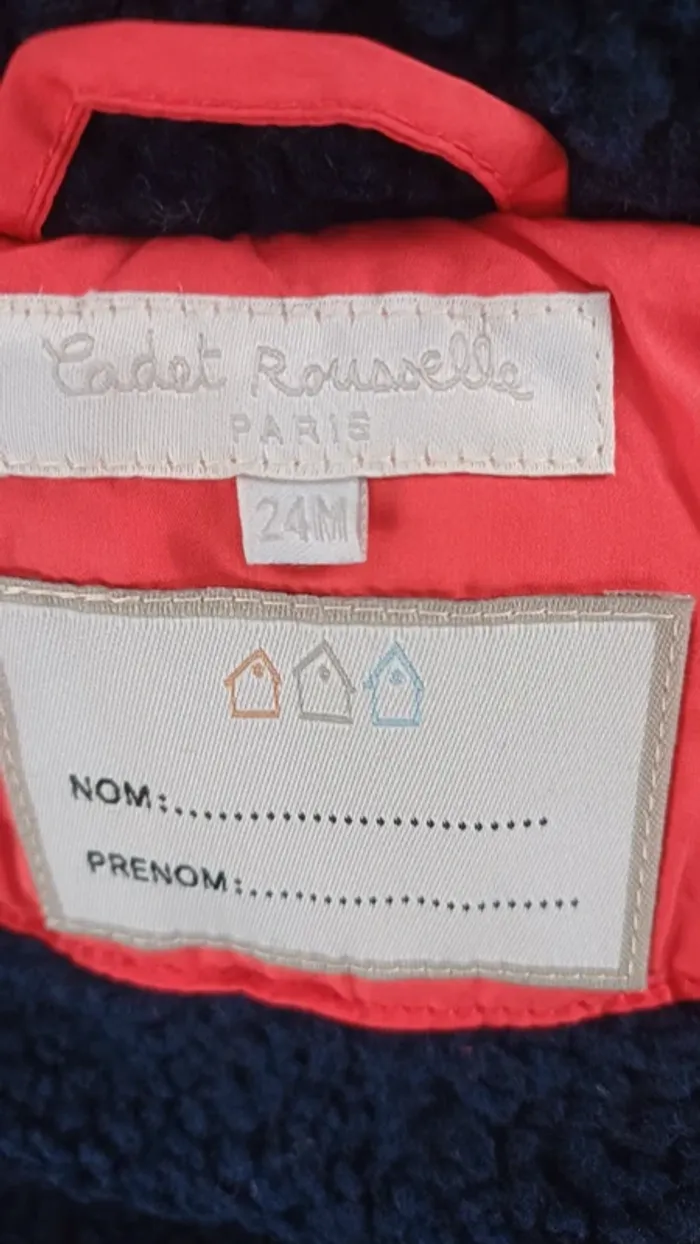 Cadet Rousselle
PARIS
24M
NOM:..............................
PRENOM:..........................